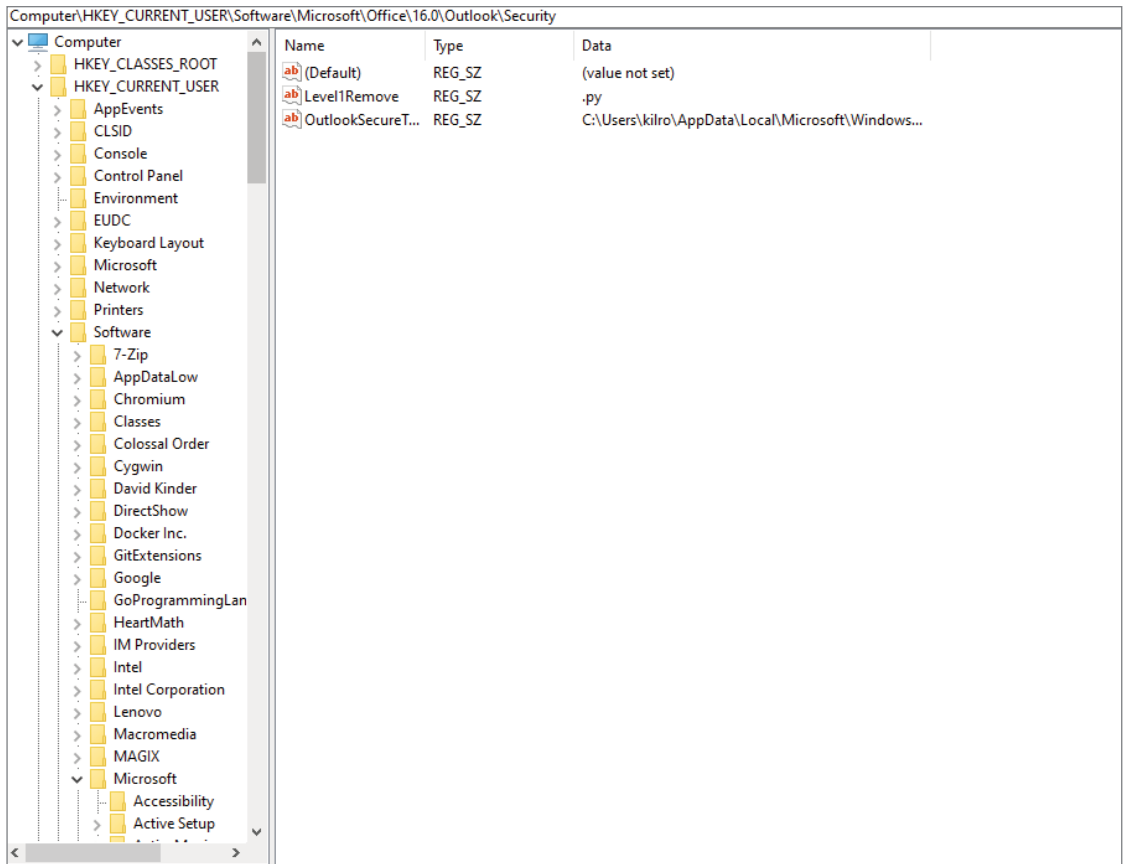 Computer\HKEY_CURRENT_USER\Software\Microsoft\Office\16.0\Outlook\Security
Computer
HKEY_CLASSES_ROOT
HKEY_CURRENT_USER
AppEvents
CLSID
Console
Control Panel
Environment
EUDC
Keyboard Layout
Microsoft
Network
Printers
Software
7-Zip
AppDataLow
Chromium
Classes
Colossal Order
Cygwin
David Kinder
DirectShow
Docker Inc.
GitExtensions
Google
GoProgrammingLan
HeartMath
IM Providers
Intel
Intel Corporation
Lenovo
Macromedia
MAGIX
Microsoft
Accessibility
Active Setup
Name Type Data
ab (Default) REG_SZ (value not set)
ab Level1Remove REG_SZ .py
ab OutlookSecureT... REG_SZ C:\Users\kilro\AppData\Local\Microsoft\Windows...